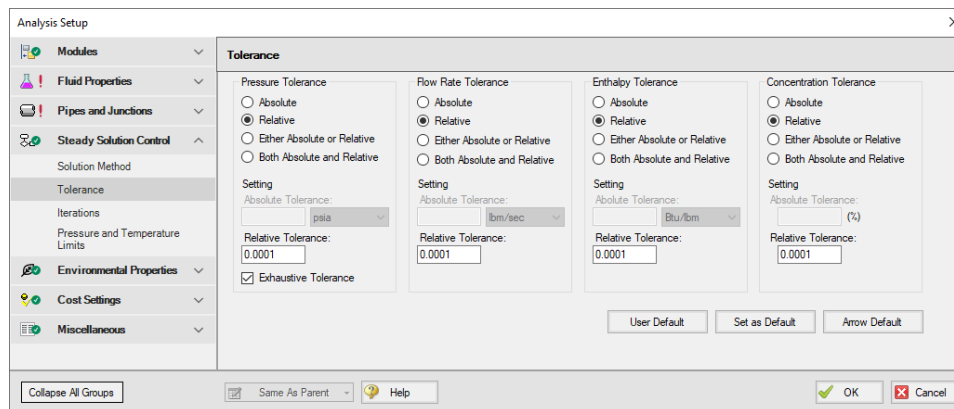 Analysis Setup
Modules
Fluid Properties
Pipes and Junctions
Steady Solution Control
Solution Method
Tolerance
Iterations
Pressure and Temperature
Limits
Environmental Properties
Cost Settings
Miscellaneous
Tolerance
Pressure Tolerance
Absolute
Relative
Either Absolute or Relative
Both Absolute and Relative
Setting
Absolute Tolerance:
psia
Relative Tolerance:
0.0001
Exhaustive Tolerance
Flow Rate Tolerance
Absolute
Relative
Either Absolute or Relative
Both Absolute and Relative
Setting
Absolute Tolerance:
lbm/sec
Relative Tolerance:
0.0001
Enthalpy Tolerance
Absolute
Relative
Either Absolute or Relative
Both Absolute and Relative
Setting
Abolute Tolerance:
Btu/lbm
Relative Tolerance:
0.0001
Concentration Tolerance
Absolute
Relative
Either Absolute or Relative
Both Absolute and Relative
Setting
Absolute Tolerance:
(%)
Relative Tolerance:
0.0001
User Default
Set as Default
Arrow Default
Collapse All Groups
Same As Parent
Help
OK
Cancel